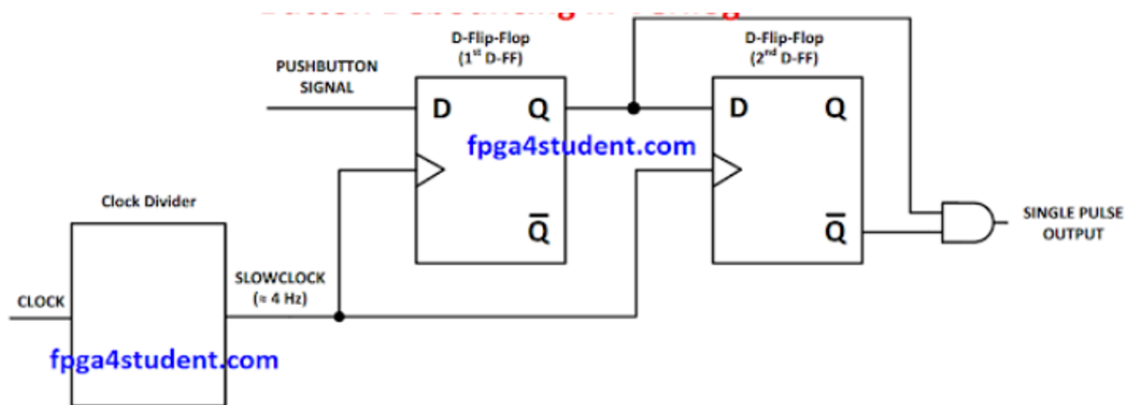 D-Flip-Flop
(1st D-FF)
D-Flip-Flop
(2nd D-FF)
PUSHBUTTON
SIGNAL
D Q
D Q
fpga4student.com
Clock Divider
Q̅
Q̅
SINGLE PULSE
OUTPUT
SLOWCLOCK
(≈ 4 Hz)
CLOCK
fpga4student.com